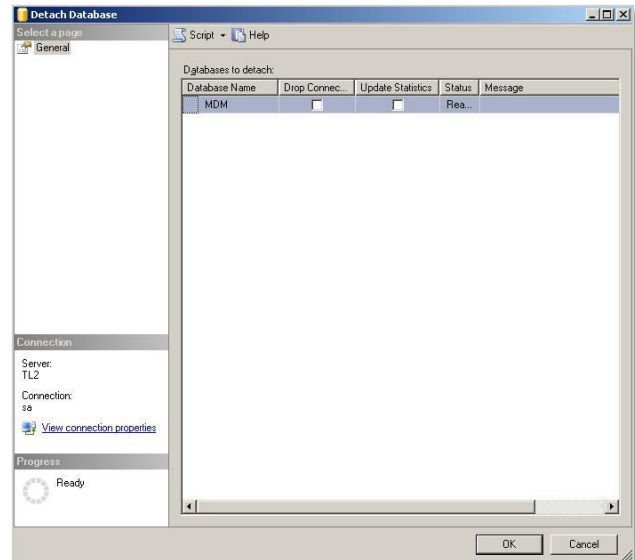 Detach Database
Select a page
General
Script
Help
Databases to detach:
Database Name
Drop Connec...
Update Statistics
Status
Message
MDM
Rea...
Connection
Server:
TL2
Connection:
sa
View connection properties
Progress
Ready
OK
Cancel